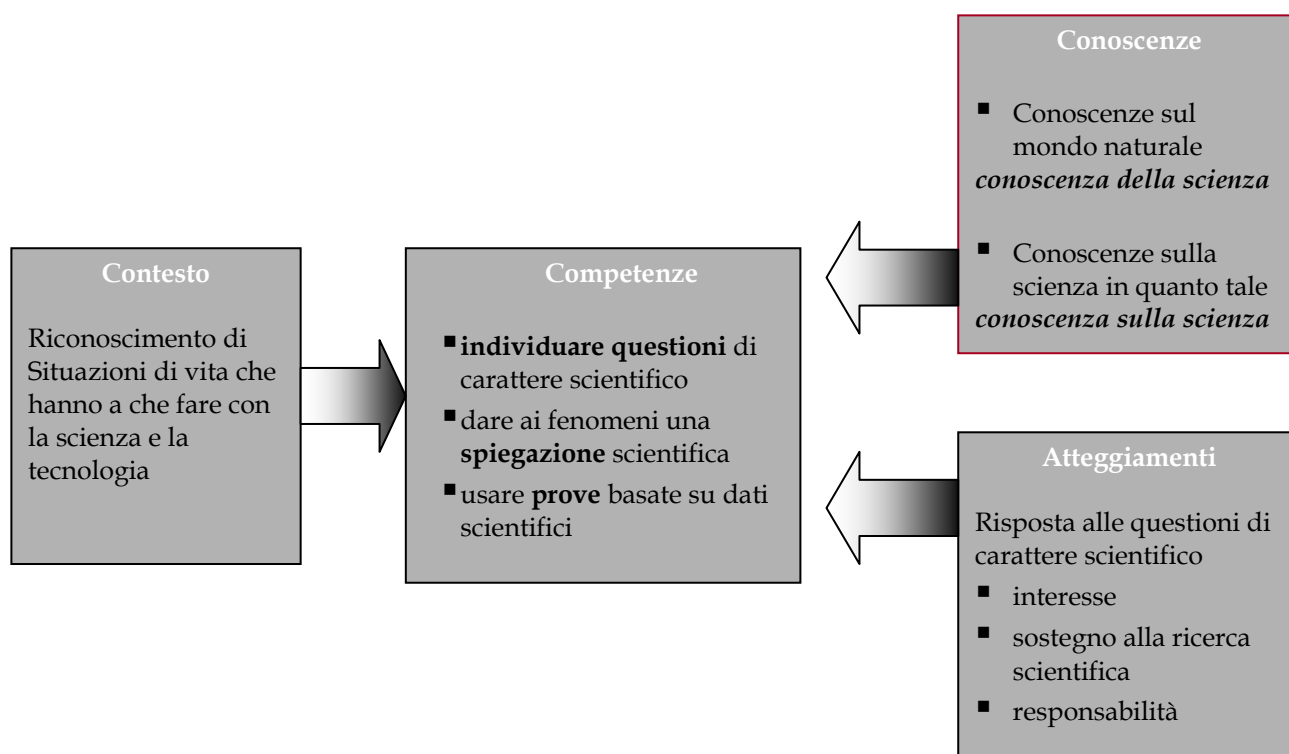 Contesto
Riconoscimento di
Situazioni di vita che
hanno a che fare con
la scienza e la
tecnologia
Competenze
▪ individuare questioni di
carattere scientifico
▪ dare ai fenomeni una
spiegazione scientifica
▪ usare prove basate su dati
scientifici
Conoscenze
▪ Conoscenze sul
mondo naturale
conoscenza della scienza
▪ Conoscenze sulla
scienza in quanto tale
conoscenza sulla scienza
Atteggiamenti
Risposta alle questioni di
carattere scientifico
▪ interesse
▪ sostegno alla ricerca
scientifica
▪ responsabilità